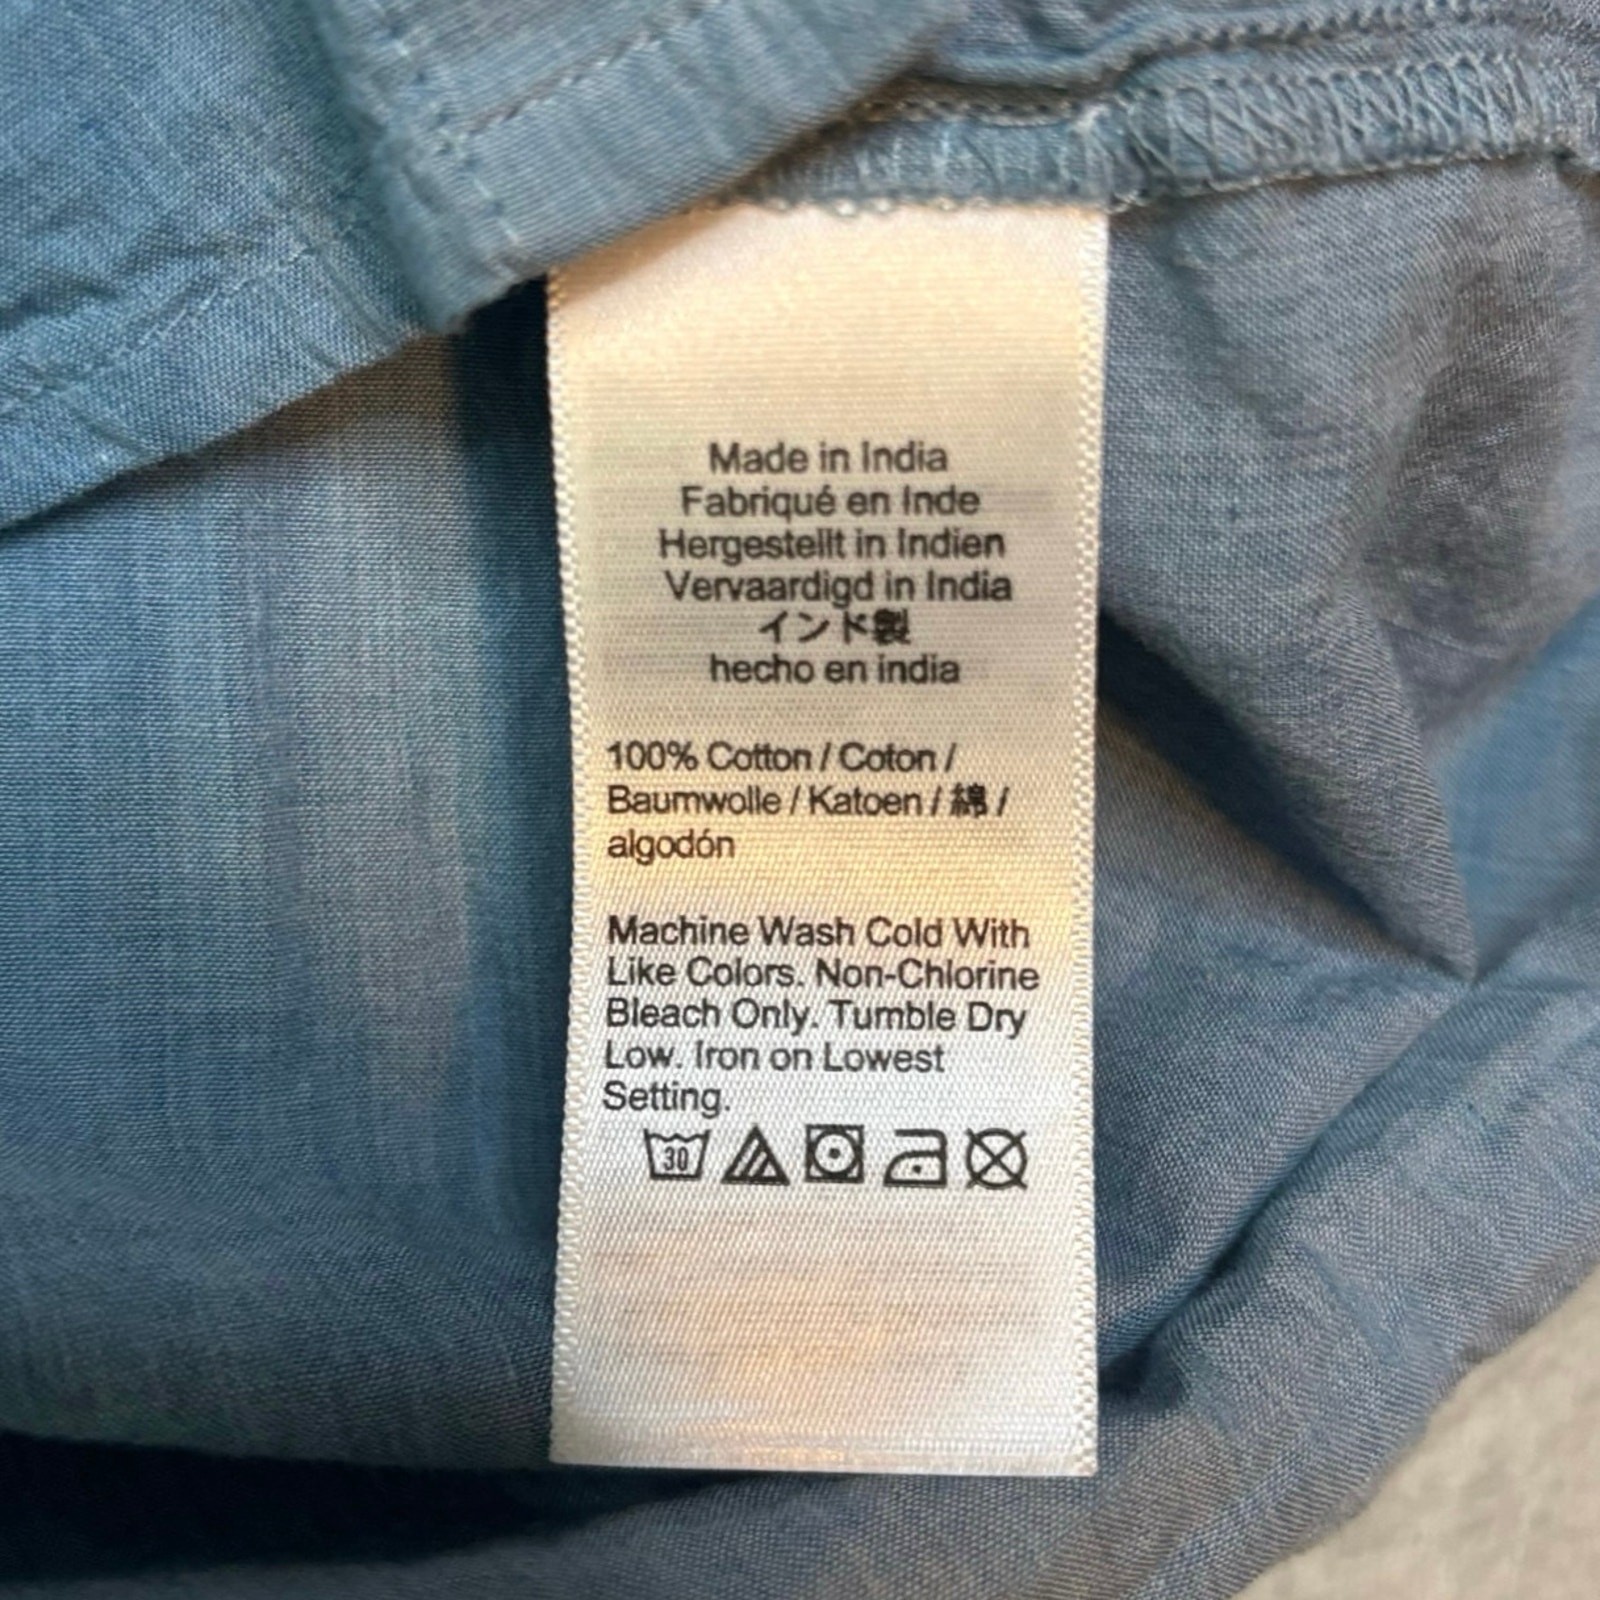 Made in India
Fabriqué en Inde
Hergestellt in Indien
Vervaardigd in India
インド製
hecho en india
100% Cotton / Coton /
Baumwolle / Katoen / 綿 /
algodón
Machine Wash Cold With
Like Colors. Non-Chlorine
Bleach Only. Tumble Dry
Low. Iron on Lowest
Setting.
30